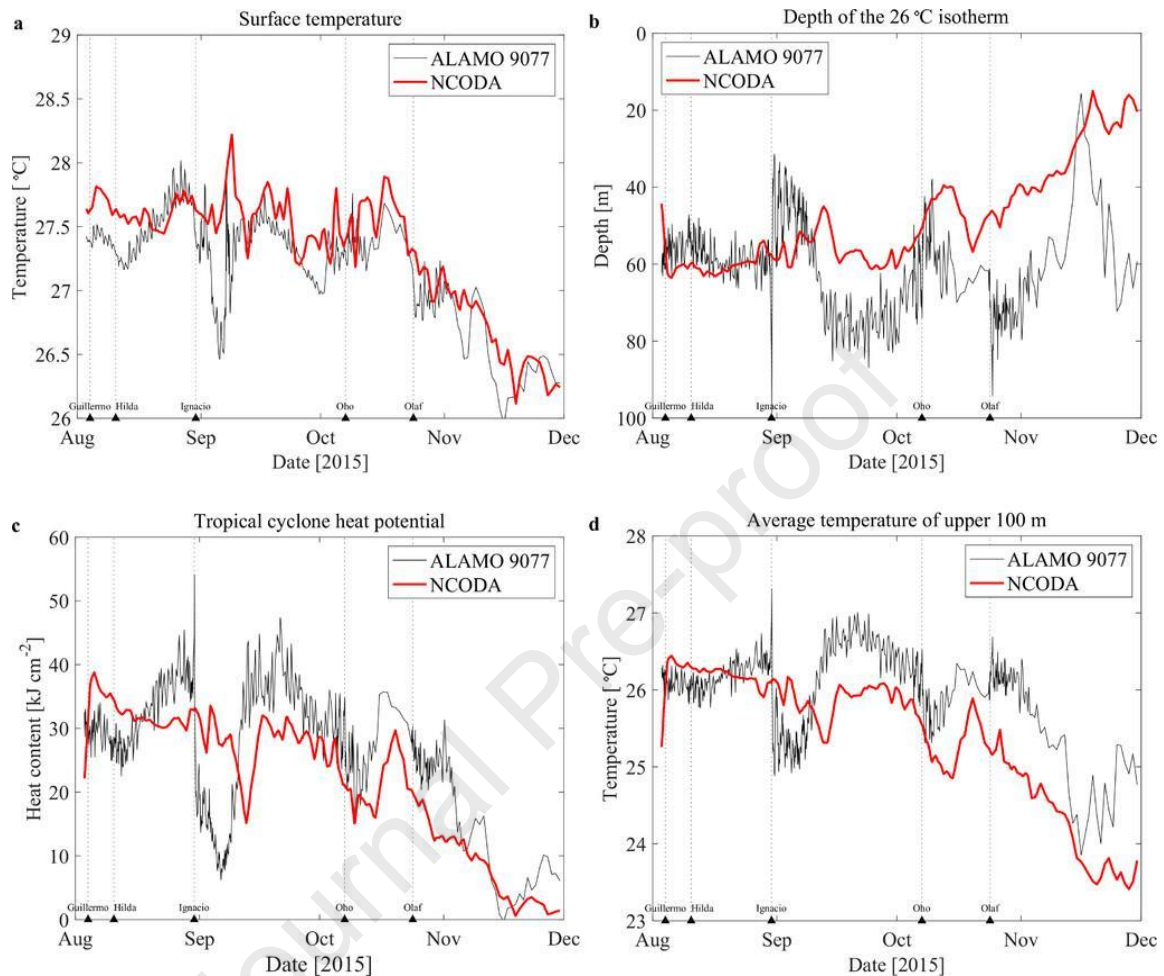 a
Surface temperature
29
28.5
28
27.5
27
26.5
26
Temperature [ °C]
ALAMO 9077
NCODA
Guillermo
Hilda
Ignacio
Oho
Olaf
Aug
Sep
Oct
Nov
Dec
Date [2015]
b
Depth of the 26 °C isotherm
0
20
40
60
80
100
Depth [m]
ALAMO 9077
NCODA
Guillermo
Hilda
Ignacio
Oho
Olaf
Aug
Sep
Oct
Nov
Dec
Date [2015]
c
Tropical cyclone heat potential
60
50
40
30
20
10
0
Heat content [kJ cm-2]
ALAMO 9077
NCODA
Guillermo
Hilda
Ignacio
Oho
Olaf
Aug
Sep
Oct
Nov
Dec
Date [2015]
d
Average temperature of upper 100 m
28
27
26
25
24
23
Temperature [ °C]
ALAMO 9077
NCODA
Guillermo
Hilda
Ignacio
Oho
Olaf
Aug
Sep
Oct
Nov
Dec
Date [2015]
Journal Pre-proof